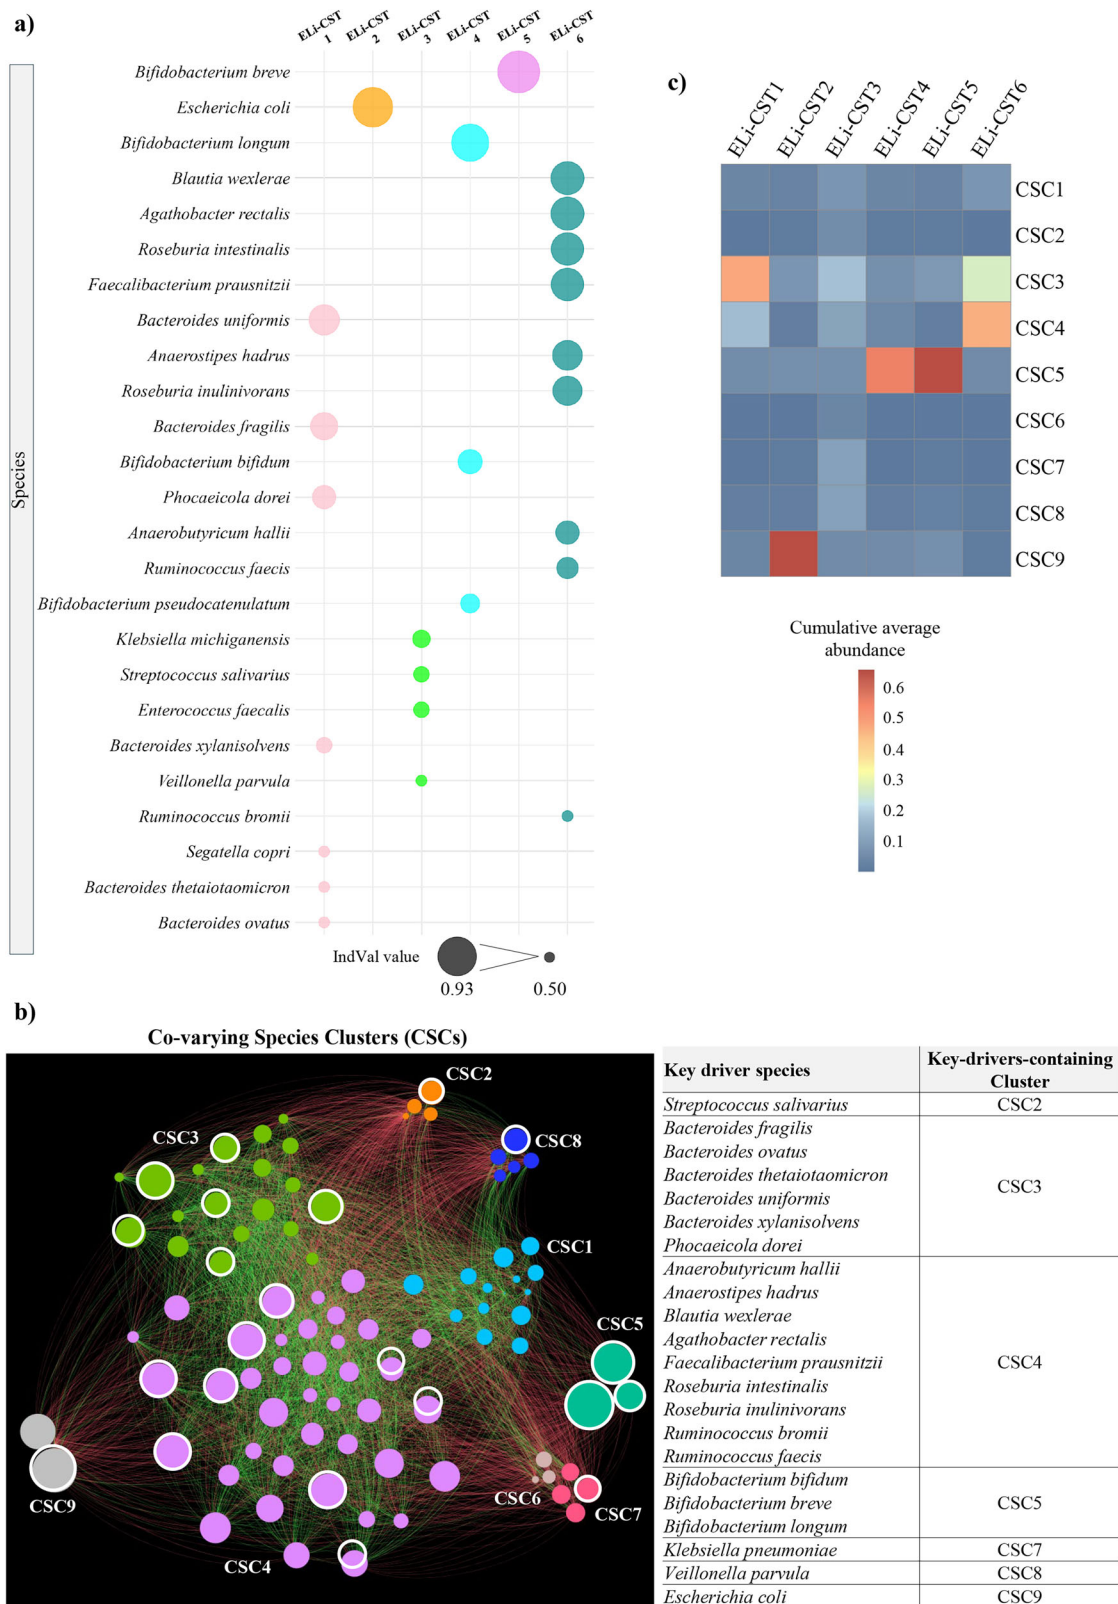 a)
ELi-CST 1
ELi-CST 2
ELi-CST 3
ELi-CST 4
ELi-CST 5
ELi-CST 6
Species
Bifidobacterium breve
Escherichia coli
Bifidobacterium longum
Blautia wexlerae
Agathobacter rectalis
Roseburia intestinalis
Faecalibacterium prausnitzii
Bacteroides uniformis
Anaerostipes hadrus
Roseburia inulinivorans
Bacteroides fragilis
Bifidobacterium bifidum
Phocaeicola dorei
Anaerobutyricum hallii
Ruminococcus faecis
Bifidobacterium pseudocatenulatum
Klebsiella michiganensis
Streptococcus salivarius
Enterococcus faecalis
Bacteroides xylanisolvens
Veillonella parvula
Ruminococcus bromii
Segatella copri
Bacteroides thetaiotaomicron
Bacteroides ovatus
IndVal value
0.93
0.50
c)
ELi-CST1
ELi-CST2
ELi-CST3
ELi-CST4
ELi-CST5
ELi-CST6
CSC1
CSC2
CSC3
CSC4
CSC5
CSC6
CSC7
CSC8
CSC9
Cumulative average
abundance
0.6
0.5
0.4
0.3
0.2
0.1
b)
Co-varying Species Clusters (CSCs)
CSC2
CSC3
CSC8
CSC1
CSC5
CSC9
CSC6
CSC7
CSC4
Key driver species
Key-drivers-containing
Cluster
Streptococcus salivarius
CSC2
Bacteroides fragilis
Bacteroides ovatus
Bacteroides thetaiotaomicron
CSC3
Bacteroides uniformis
Bacteroides xylanisolvens
Phocaeicola dorei
Anaerobutyricum hallii
Anaerostipes hadrus
Blautia wexlerae
Agathobacter rectalis
Faecalibacterium prausnitzii
CSC4
Roseburia intestinalis
Roseburia inulinivorans
Ruminococcus bromii
Ruminococcus faecis
Bifidobacterium bifidum
Bifidobacterium breve
CSC5
Bifidobacterium longum
Klebsiella pneumoniae
CSC7
Veillonella parvula
CSC8
Escherichia coli
CSC9